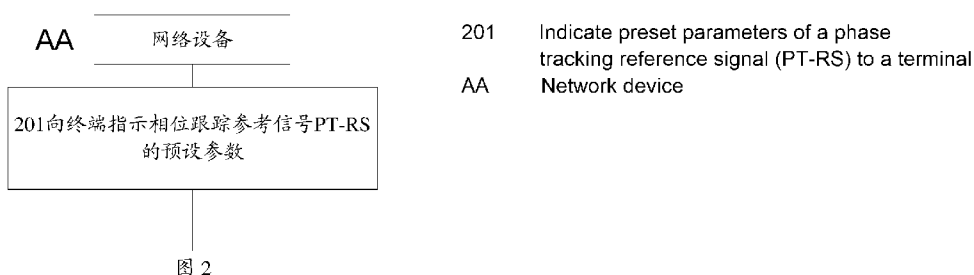 AA 网络设备
201向终端指示相位跟踪参考信号PT-RS
的预设参数
图 2
201 Indicate preset parameters of a phase
tracking reference signal (PT-RS) to a terminal
AA Network device